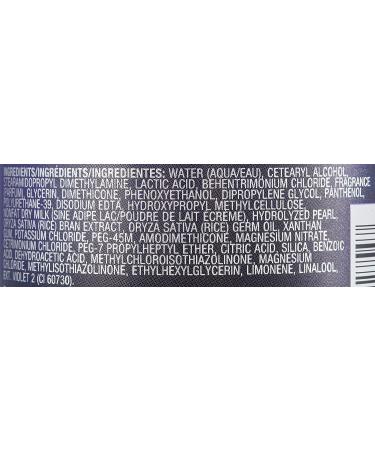 INGREDIENTS/INGRÉDIENTS/INGREDIENTES: WATER (AQUA/EAU), CETEARYL ALCOHOL,
STEARAMIDOPROPYL DIMETHYLAMINE, LACTIC ACID, BEHENTRIMONIUM CHLORIDE, FRAGRANCE
(PARFUM), GLYCERIN, DIMETHICONE, PHENOXYETHANOL, DIPROPYLENE GLYCOL, PANTHENOL,
POLYURETHANE-39, DISODIUM EDTA, HYDROXYPROPYL METHYLCELLULOSE,
NONFAT DRY MILK (SINE ADIPE LAC/POUDRE DE LAIT ÉCRÉMÉ), HYDROLYZED PEARL,
ORYZA SATIVA (RICE) BRAN EXTRACT, ORYZA SATIVA (RICE) GERM OIL, XANTHAN
GUM, POTASSIUM CHLORIDE, PEG-45M, AMODIMETHICONE, MAGNESIUM NITRATE,
CETRIMONIUM CHLORIDE, PEG-7 PROPYLHEPTYL ETHER, CITRIC ACID, SILICA, BENZOIC
ACID, DEHYDROACETIC ACID, METHYLCHLOROISOTHIAZOLINONE, MAGNESIUM
CHLORIDE, METHYLISOTHIAZOLINONE, ETHYLHEXYLGLYCERIN, LIMONENE, LINALOOL,
EXT. VIOLET 2 (CI 60730).